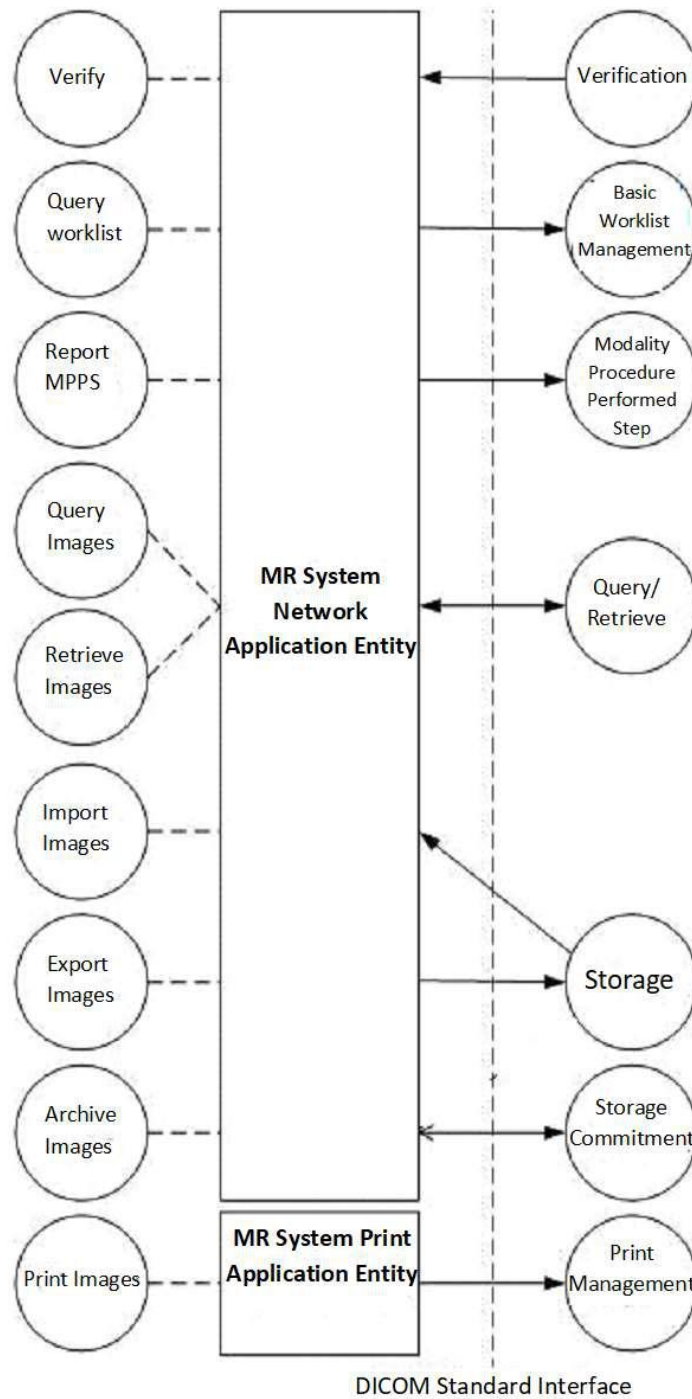 Verify
Verification
Query
worklist
Basic
Worklist
Management
Report
MPPS
Modality
Procedure
Performed
Step
Query
Images
MR System
Network
Application Entity
Query/
Retrieve
Retrieve
Images
Import
Images
Export
Images
Storage
Archive
Images
Storage
Commitment
Print Images
MR System Print
Application Entity
Print
Management
DICOM Standard Interface